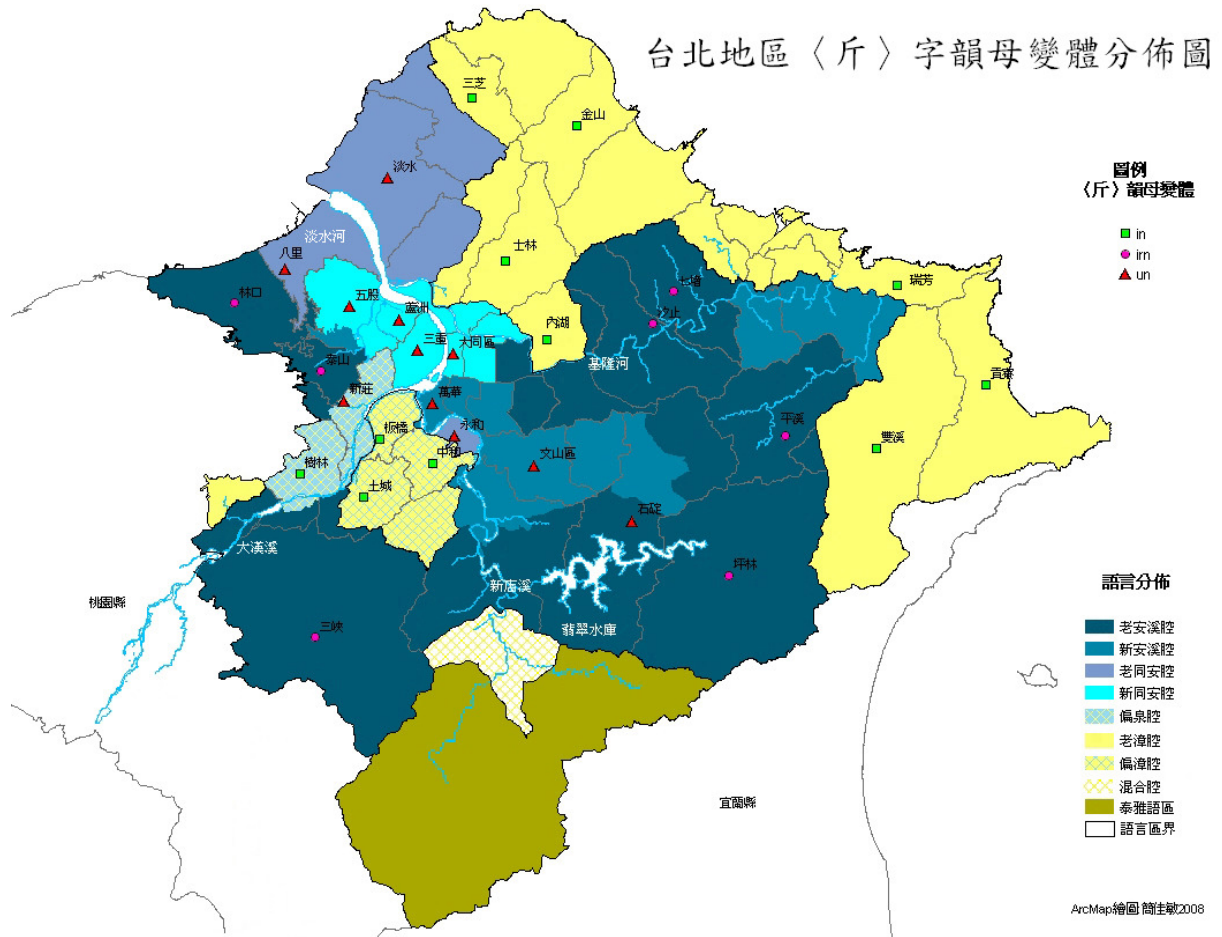 台北地區〈斤〉字韻母變體分佈圖
三芝
金山
淡水
圖例
〈斤〉韻母變體
in
irn
un
淡水河
士林
八里
林口
五股
七堵
瑞芳
蘆洲
汐止
三重
大同區
內湖
基隆河
泰山
貢寮
新莊
萬華
板橋
永和
平溪
中和
雙溪
文山區
樹林
土城
石碇
大漢溪
坪林
新店溪
語言分佈
桃園縣
三峽
翡翠水庫
老安溪腔
新安溪腔
老同安腔
新同安腔
偏泉腔
老漳腔
偏漳腔
混合腔
宜蘭縣
泰雅語區
語言區界
ArcMap繪圖 簡佳敏2008